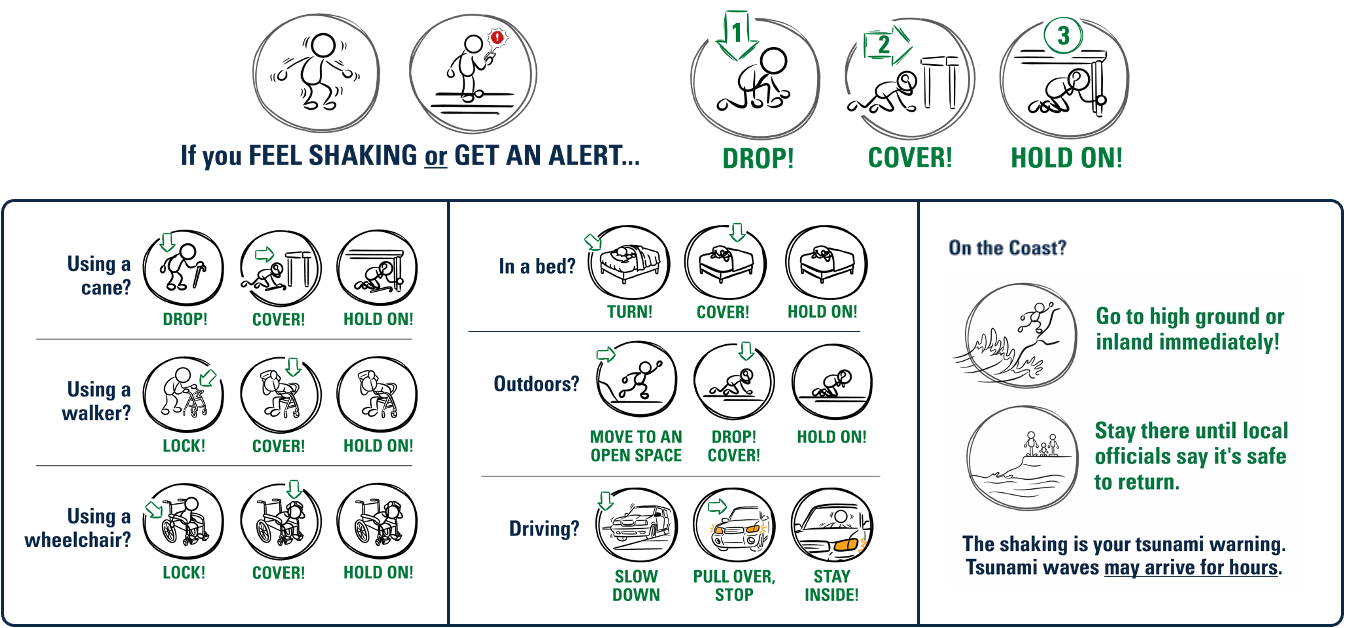 1
2
3
If you FEEL SHAKING or GET AN ALERT...
DROP!
COVER!
HOLD ON!
Using a
cane?
DROP!
COVER!
HOLD ON!
Using a
walker?
LOCK!
COVER!
HOLD ON!
Using a
wheelchair?
LOCK!
COVER!
HOLD ON!
In a bed?
TURN!
COVER!
HOLD ON!
Outdoors?
MOVE TO AN
OPEN SPACE
DROP!
COVER!
HOLD ON!
Driving?
SLOW
DOWN
PULL OVER,
STOP
STAY
INSIDE!
On the Coast?
Go to high ground or
inland immediately!
Stay there until local
officials say it's safe
to return.
The shaking is your tsunami warning.
Tsunami waves may arrive for hours.